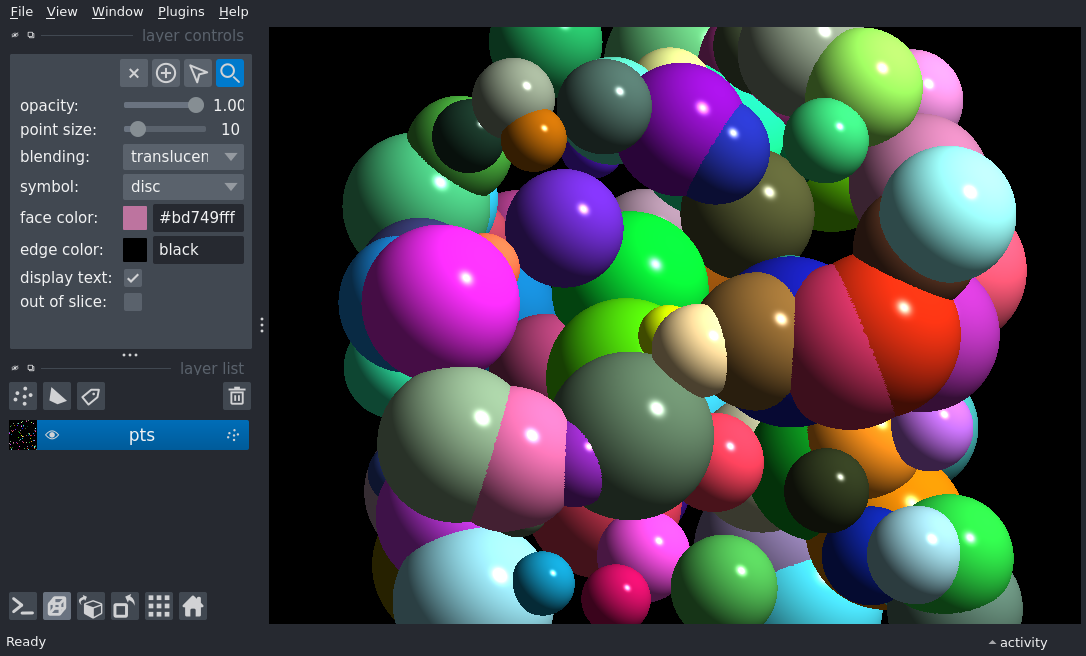 File View Window Plugins Help
layer controls
opacity: 1.00
point size: 10
blending: translucen
symbol: disc
face color: #bd749fff
edge color: black
display text:
out of slice:
layer list
pts
Ready activity